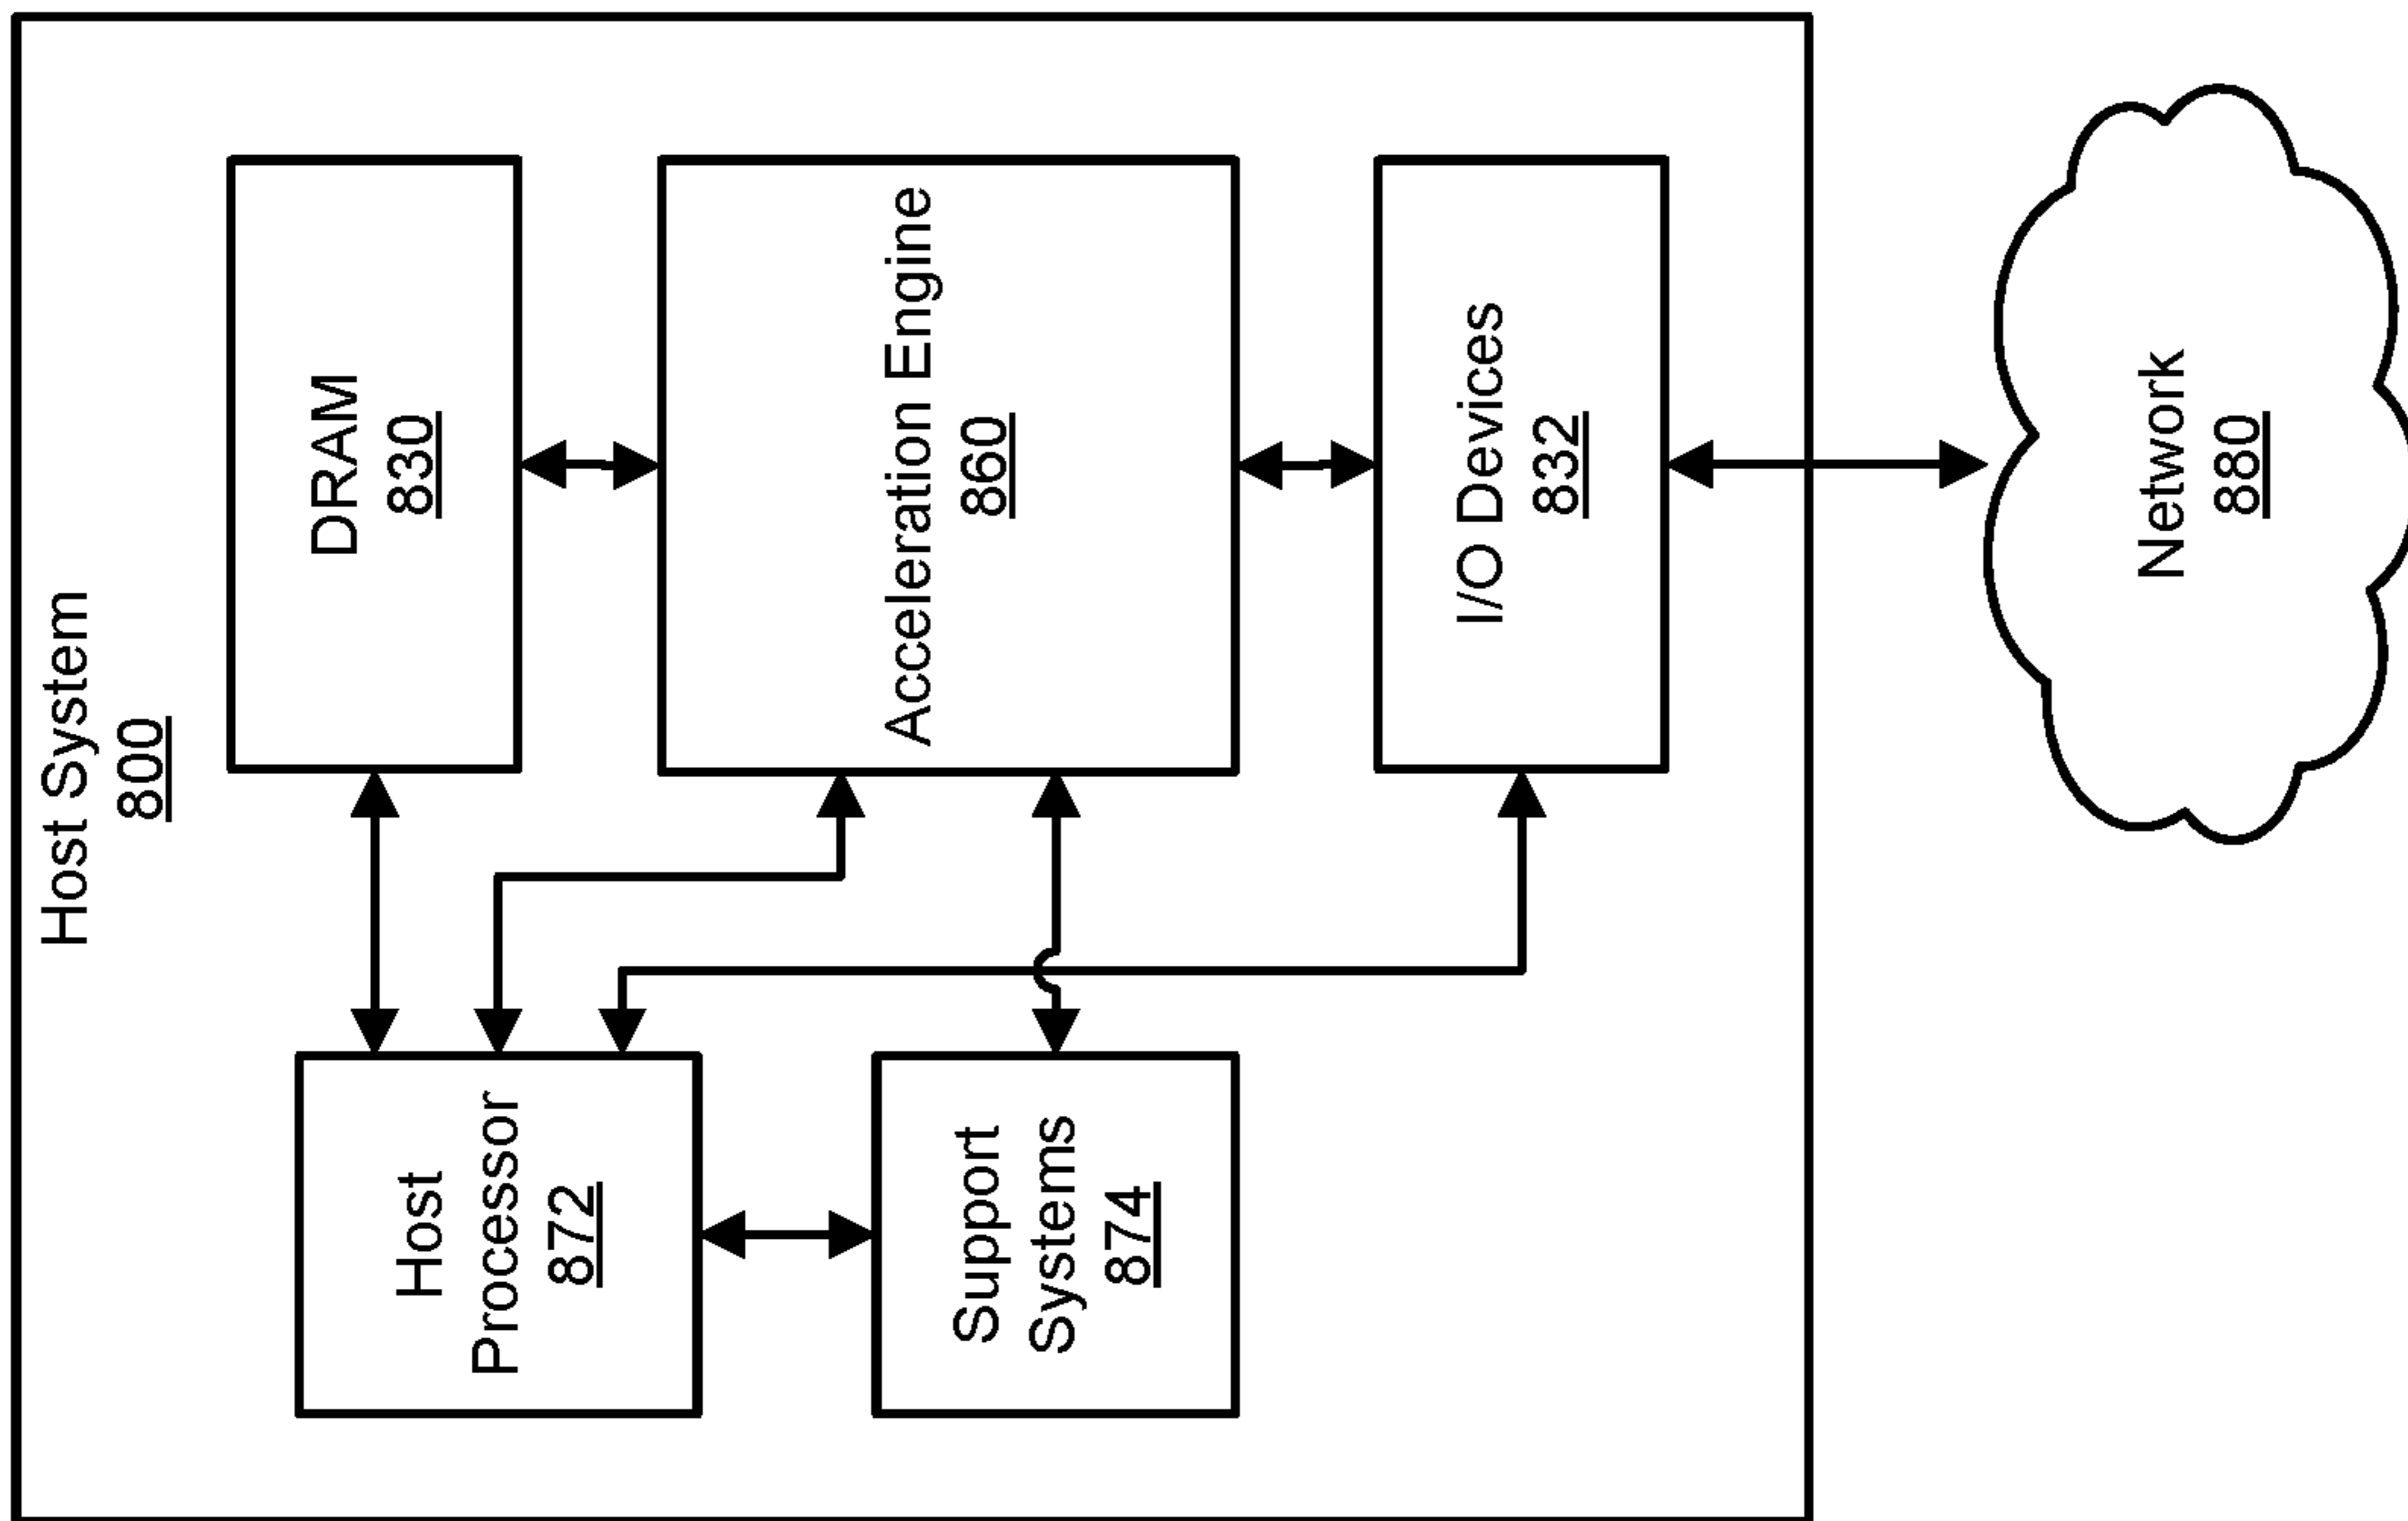 Host System
800
DRAM
830
Acceleration Engine
860
I/O Devices
832
Host
Processor
872
Support
Systems
874
Network
880